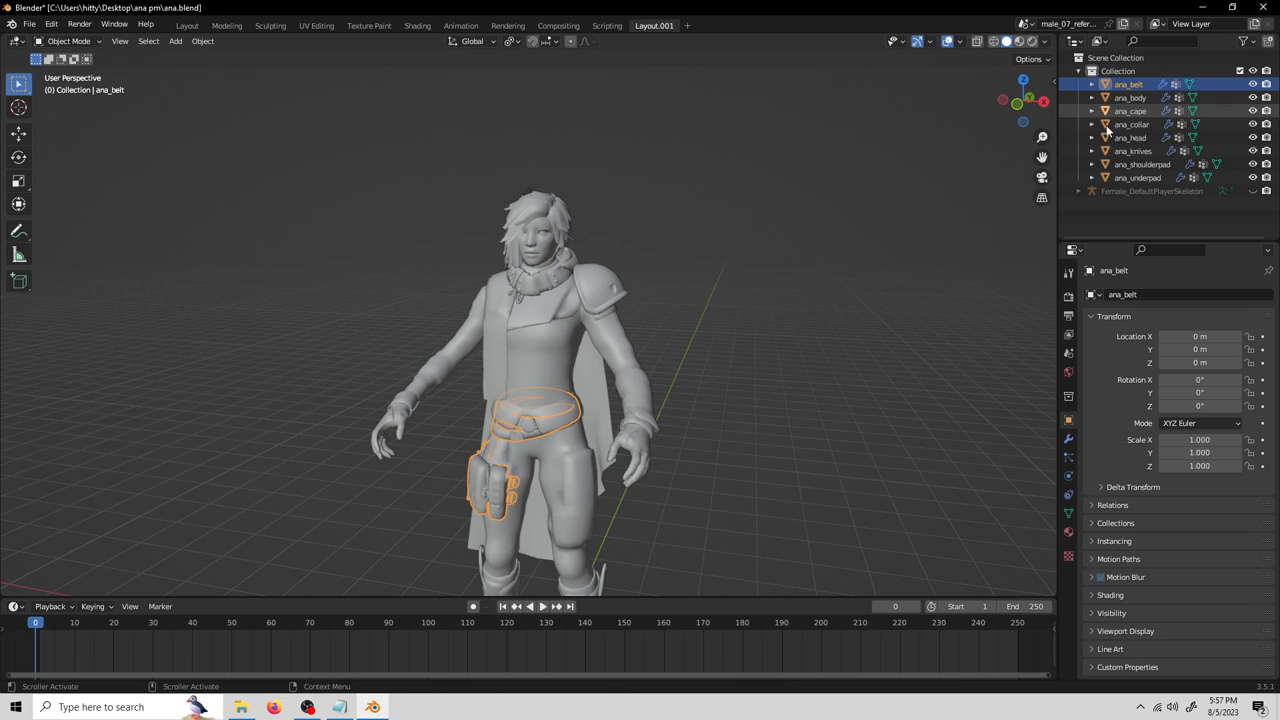 Blender* [C:\Users\hitty\Desktop\ana pm\ana.blend]
File Edit Render Window Help Layout Modeling Sculpting UV Editing Texture Paint Shading Animation Rendering Compositing Scripting Layout.001 + male_07_refer... View Layer
Object Mode View Select Add Object Global
Options
User Perspective
(0) Collection | ana_belt
Z
Y
X
Scene Collection
Collection
ana_belt
ana_body
ana_cape
ana_collar
ana_head
ana_knives
ana_shoulderpad
ana_underpad
Female_DefaultPlayerSkeleton
ana_belt
ana_belt
Transform
Location X 0 m
Y 0 m
Z 0 m
Rotation X 0°
Y 0°
Z 0°
Mode XYZ Euler
Scale X 1.000
Y 1.000
Z 1.000
Delta Transform
Relations
Collections
Instancing
Motion Paths
Motion Blur
Shading
Visibility
Viewport Display
Line Art
Custom Properties
Playback Keying View Marker 0 Start 1 End 250
0 10 20 30 40 50 60 70 80 90 100 110 120 130 140 150 160 170 180 190 200 210 220 230 240 250
Scroller Activate Scroller Activate Context Menu 3.5.1
Type here to search
5:57 PM
8/5/2023
2